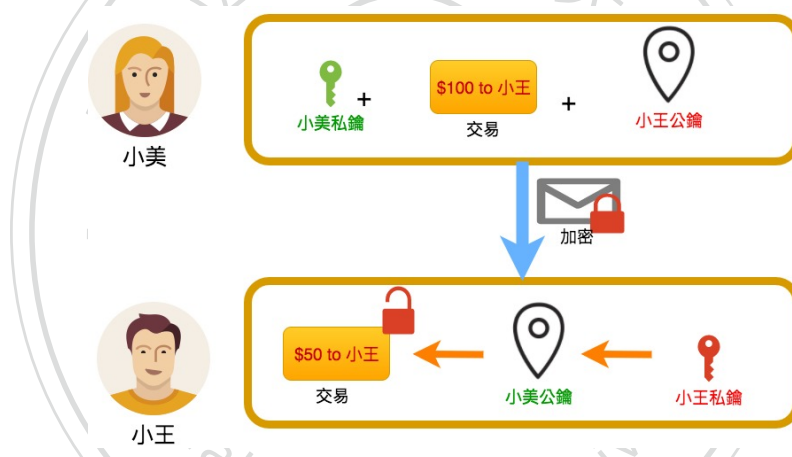 $100 to 小王
小美私鑰
+
交易
+
小王公鑰
小美
加密
$50 to 小王
交易
小美公鑰
小王私鑰
小王